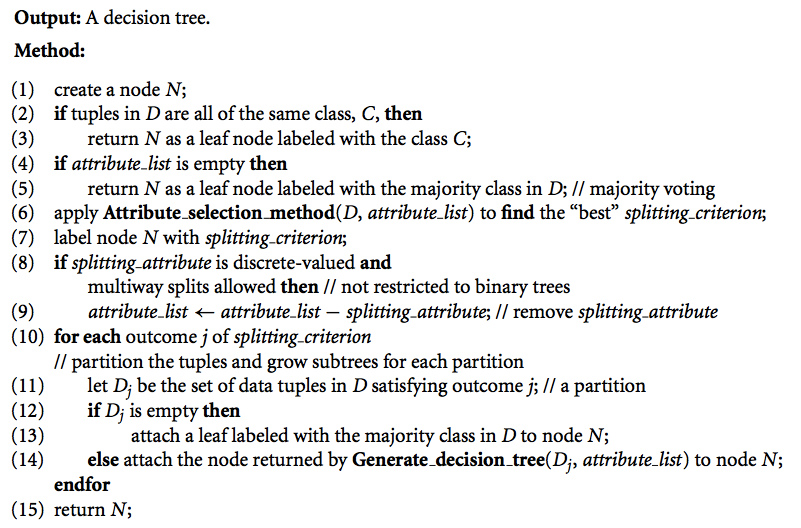 Output: A decision tree.
Method:
(1) create a node N;
(2) if tuples in D are all of the same class, C, then
(3) return N as a leaf node labeled with the class C;
(4) if attribute_list is empty then
(5) return N as a leaf node labeled with the majority class in D; // majority voting
(6) apply Attribute_selection_method(D, attribute_list) to find the “best” splitting_criterion;
(7) label node N with splitting_criterion;
(8) if splitting_attribute is discrete-valued and
multiway splits allowed then // not restricted to binary trees
(9) attribute_list ← attribute_list − splitting_attribute; // remove splitting_attribute
(10) for each outcome j of splitting_criterion
// partition the tuples and grow subtrees for each partition
(11) let Dj be the set of data tuples in D satisfying outcome j; // a partition
(12) if Dj is empty then
(13) attach a leaf labeled with the majority class in D to node N;
(14) else attach the node returned by Generate_decision_tree(Dj, attribute_list) to node N;
endfor
(15) return N;